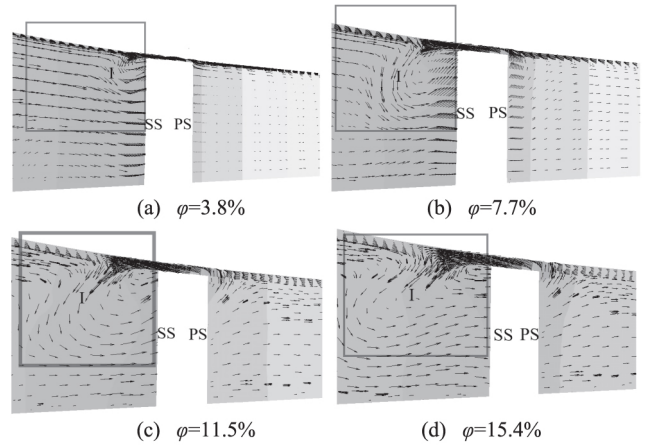 I
I
SS PS
SS PS
(a) φ=3.8%
(b) φ=7.7%
I
I
SS PS
SS PS
(c) φ=11.5%
(d) φ=15.4%